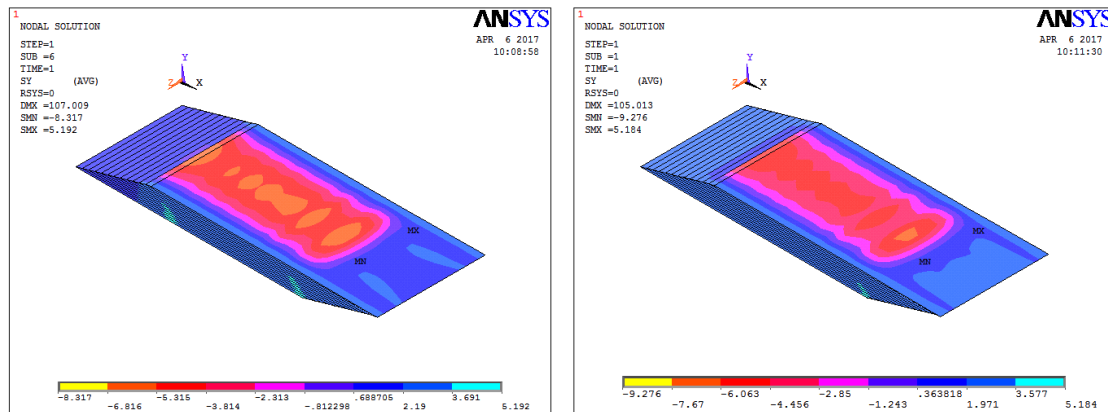 1
NODAL SOLUTION
STEP=1
SUB =6
TIME=1
SY (AVG)
RSYS=0
DMX =107.009
SMN =-8.317
SMX =5.192
ANSYS
APR 6 2017
10:08:58
Y
Z X
MX
MN
-8.317 -5.315 -2.313 .688705 3.691
-6.816 -3.814 -.812298 2.19 5.192
1
NODAL SOLUTION
STEP=1
SUB =1
TIME=1
SY (AVG)
RSYS=0
DMX =105.013
SMN =-9.276
SMX =5.184
ANSYS
APR 6 2017
10:11:30
Y
Z X
MX
MN
-9.276 -6.063 -2.85 .363818 3.577
-7.67 -4.456 -1.243 1.971 5.184